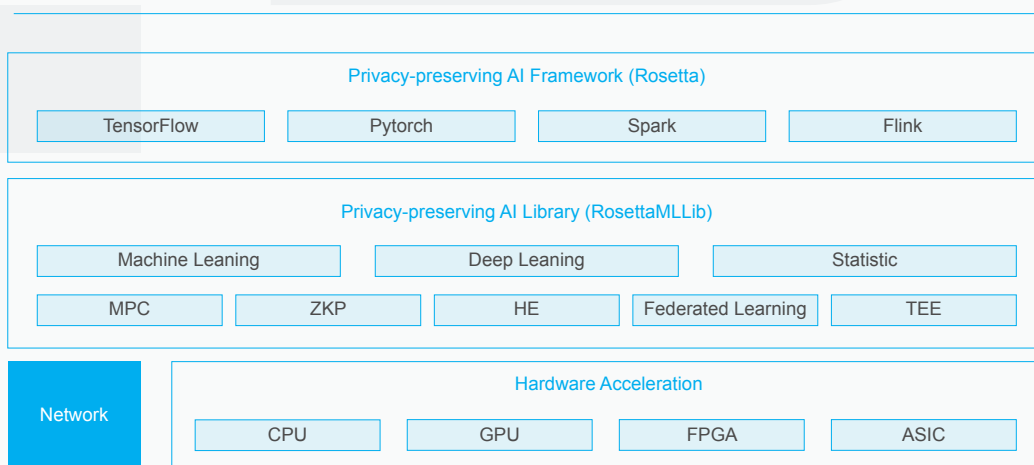 Privacy-preserving AI Framework (Rosetta)
TensorFlow Pytorch Spark Flink
Privacy-preserving AI Library (RosettaMLLib)
Machine Leaning Deep Leaning Statistic
MPC ZKP HE Federated Learning TEE
Network
Hardware Acceleration
CPU GPU FPGA ASIC